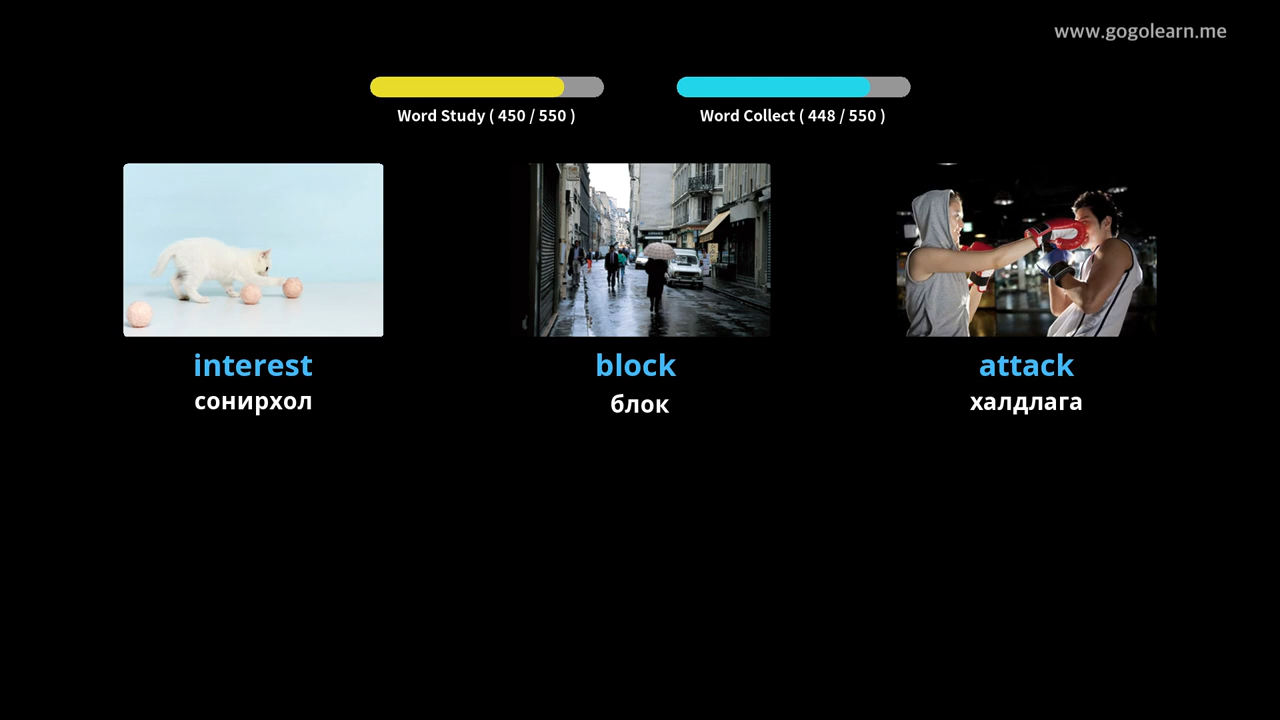 www.gogolearn.me
Word Study ( 450 / 550 )
Word Collect ( 448 / 550 )
interest
сонирхол
block
блок
attack
халдлага